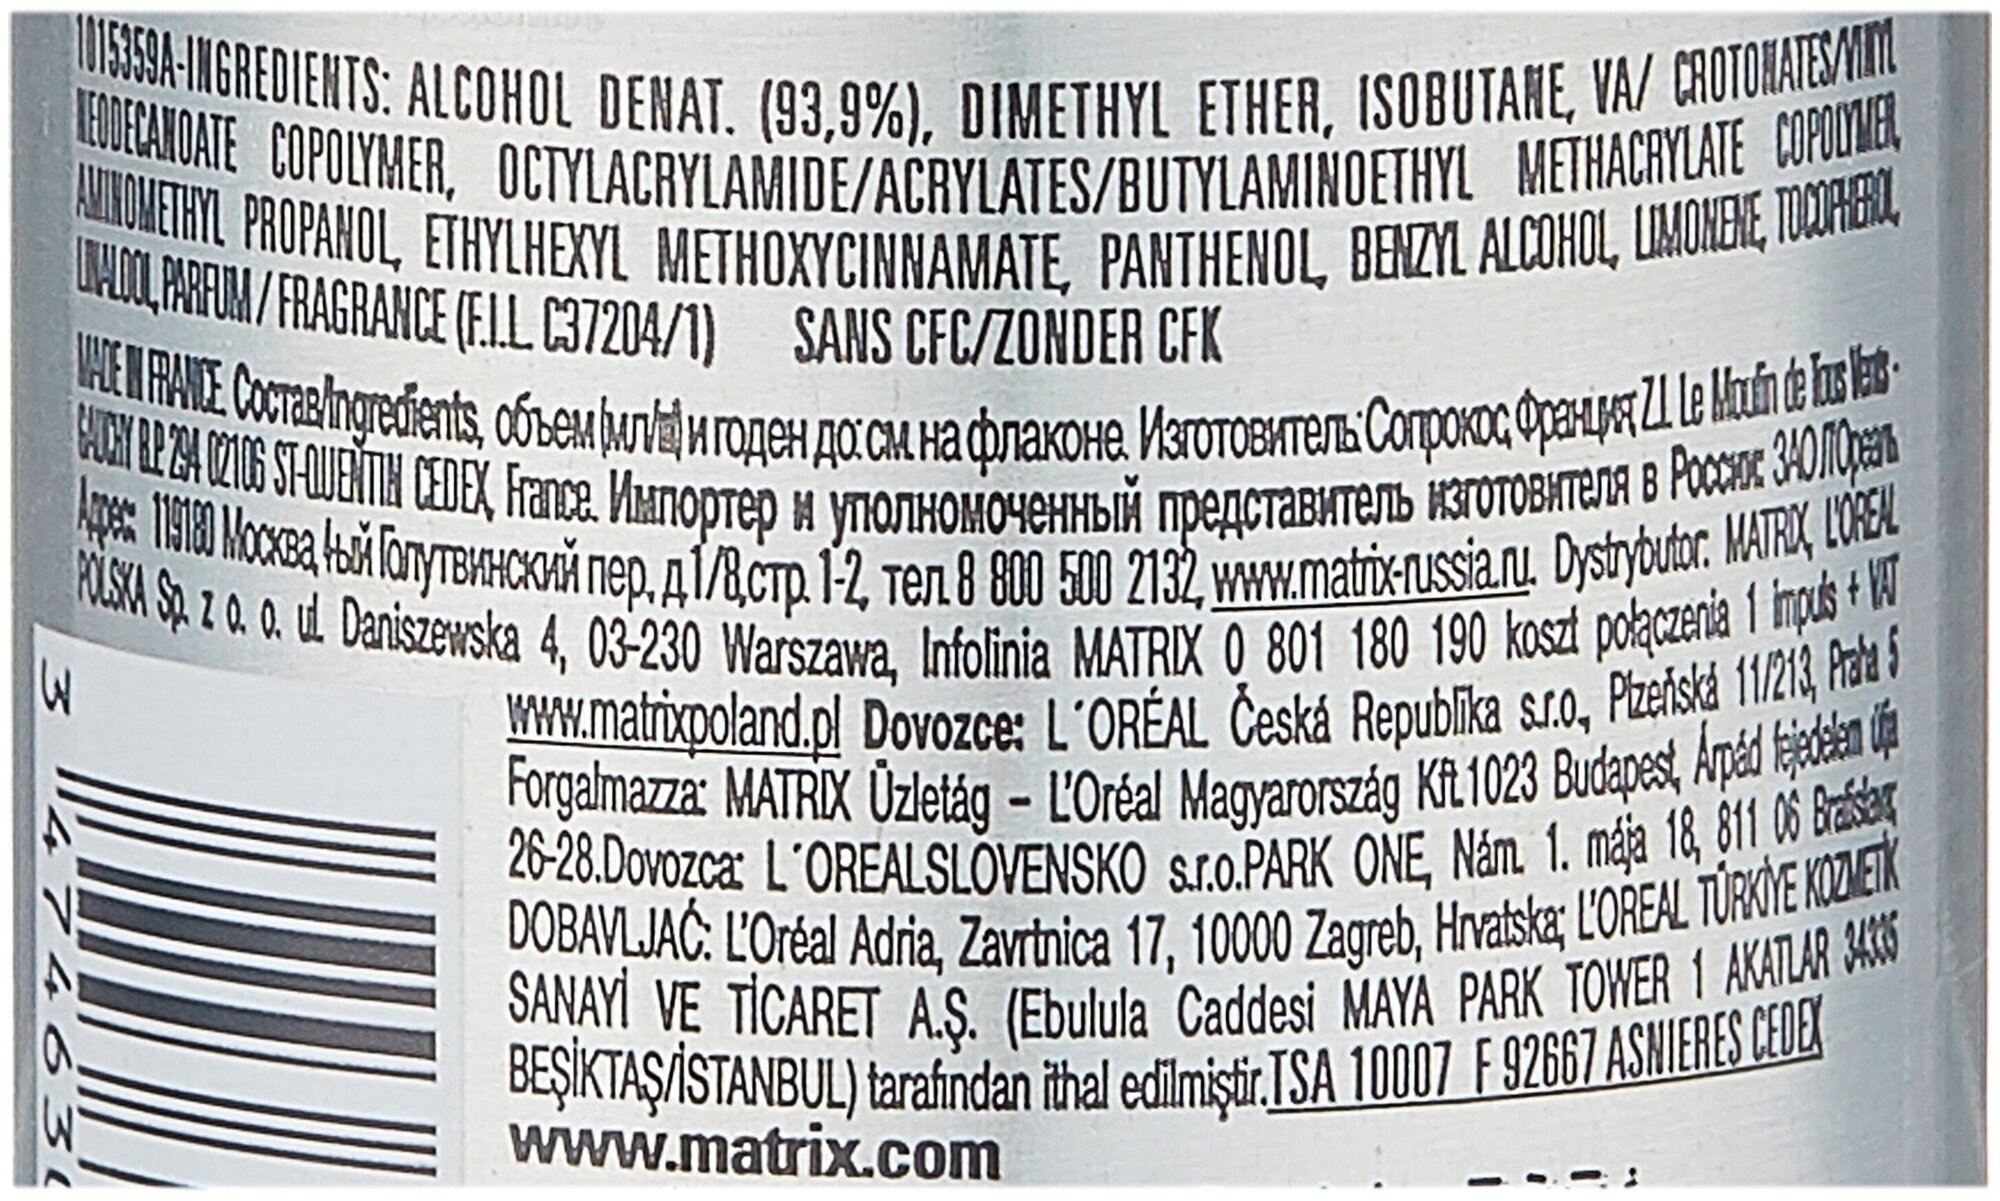 1015359A-INGREDIENTS: ALCOHOL DENAT. (93,9%), DIMETHYL ETHER, ISOBUTANE, VA/ CROTONATES/VINYL
NEODECANOATE COPOLYMER, OCTYLACRYLAMIDE/ACRYLATES/BUTYLAMINOETHYL METHACRYLATE COPOLYMER,
AMINOMETHYL PROPANOL, ETHYLHEXYL METHOXYCINNAMATE, PANTHENOL, BENZYL ALCOHOL, LIMONENE, TOCOPHEROL,
LINALOOL, PARFUM / FRAGRANCE (F.I.L. C37204/1) SANS CFC/ZONDER CFK
MADE IN FRANCE. Состав/Ingredients, объем (мл/ и годен до: см. на флаконе. Изготовитель: Сопрокос, Франция, Z.I. Le Moulin de Tous Vents -
GAUCHY B.P. 294 02106 ST-QUENTIN CEDEX, France. Импортер и уполномоченный представитель изготовителя в России: ЗАО Л'Ореаль
Адрес: 119180 Москва, 4-ый Голутвинский пер., д.1/8,стр. 1-2, тел. 8 800 500 2132, www.matrix-russia.ru. Dystrybutor: MATRIX, L'OREAL
POLSKA Sp. z o. o. ul. Daniszewska 4, 03-230 Warszawa, Infolinia MATRIX 0 801 180 190 koszt połączenia 1 impuls + VAT
www.matrixpoland.pl Dovozce: L´ORÉAL Česká Republika s.r.o., Plzeňská 11/213, Praha 5
Forgalmazza: MATRIX Üzletág – L'Oréal Magyarország Kft.1023 Budapest, Árpád fejedelem útja
26-28.Dovozca: L´OREALSLOVENSKO s.r.o.PARK ONE, Nám. 1. mája 18, 811 06 Bratislava;
DOBAVLJAĆ: L'Oréal Adria, Zavrtnica 17, 10000 Zagreb, Hrvatska; L'OREAL TÜRKİYE KOZMETİK
SANAYİ VE TİCARET A.Ş. (Ebulula Caddesi MAYA PARK TOWER 1 AKATLAR 34335
BEŞİKTAŞ/İSTANBUL) tarafından ithal edilmiştir.TSA 10007 F 92667 ASNIERES CEDEX
www.matrix.com
3 474630